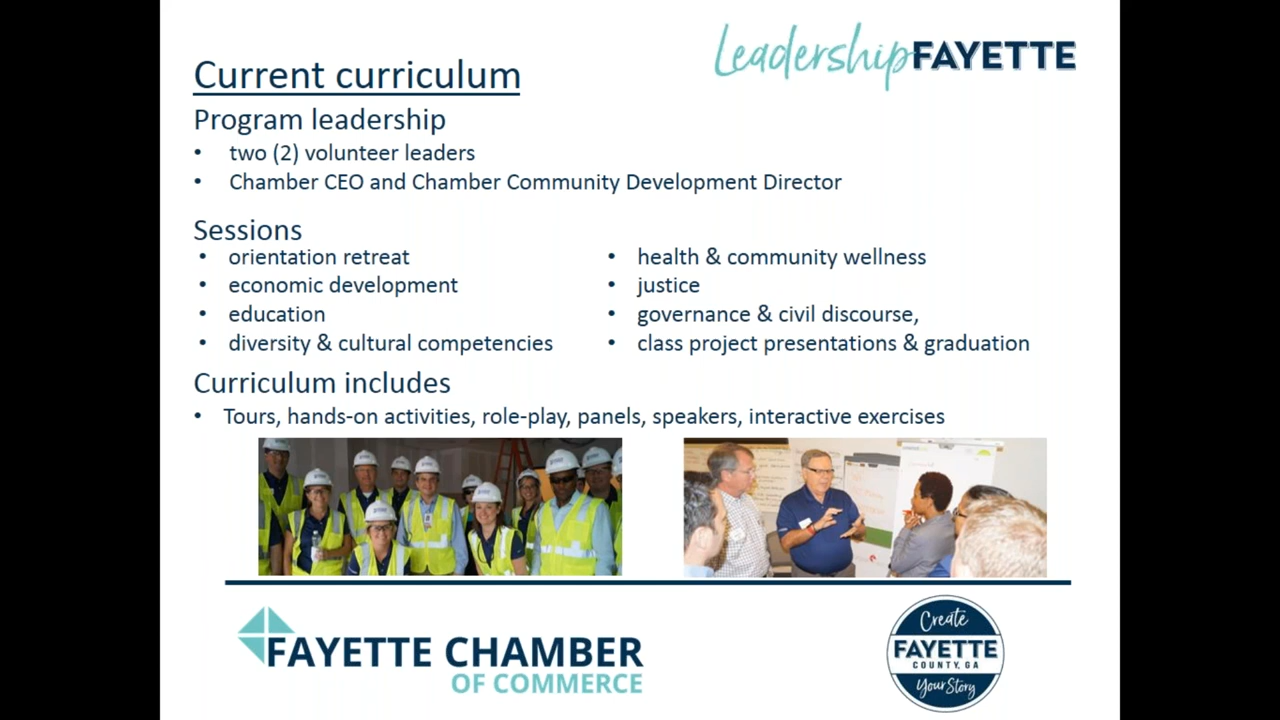 Leadership FAYETTE
Current curriculum
Program leadership
• two (2) volunteer leaders
• Chamber CEO and Chamber Community Development Director
Sessions
• orientation retreat
• economic development
• education
• diversity & cultural competencies
• health & community wellness
• justice
• governance & civil discourse,
• class project presentations & graduation
Curriculum includes
• Tours, hands-on activities, role-play, panels, speakers, interactive exercises
FAYETTE CHAMBER
OF COMMERCE
Create
FAYETTE
COUNTY, GA
Your Story